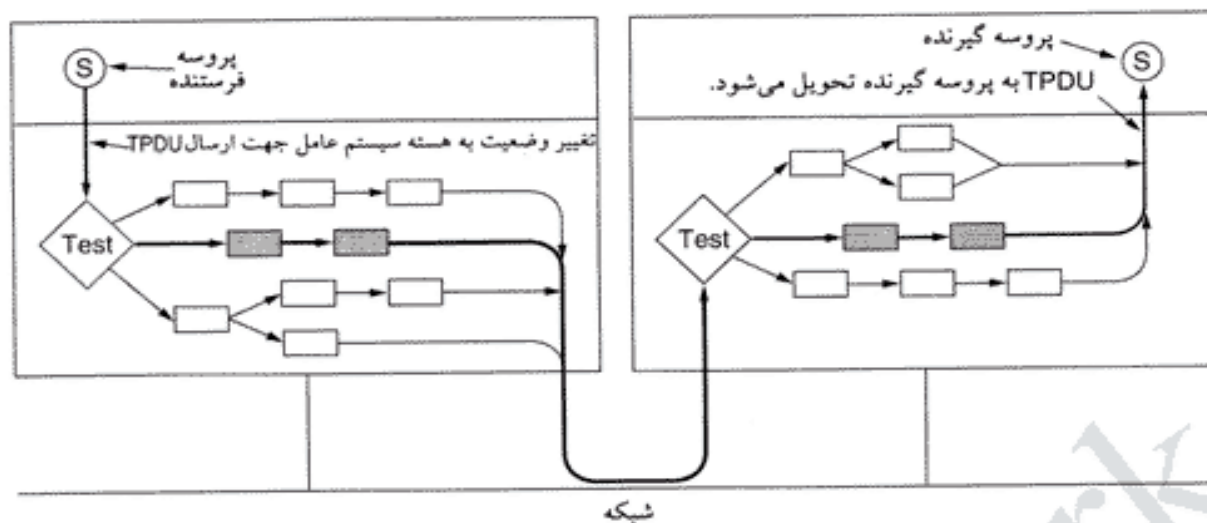 S
پروسه
فرستنده
تغییر وضعیت به هسته سیستم عامل جهت ارسال TPDU
Test
پروسه گیرنده
S
TPDU به پروسه گیرنده تحویل می‌شود.
Test
شبکه